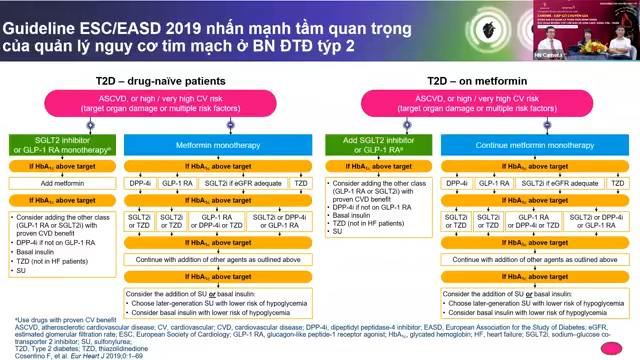 Guideline ESC/EASD 2019 nhấn mạnh tầm quan trọng
của quản lý nguy cơ tim mạch ở BN ĐTĐ týp 2
T2D – drug-naïve patients
ASCVD, or high / very high CV risk
(target organ damage or multiple risk factors)
SGLT2 inhibitor
or GLP-1 RA monotherapyª
If HbA1c above target
Add metformin
If HbA1c above target
• Consider adding the other class
(GLP-1 RA or SGLT2i) with
proven CVD benefit
• DPP-4i if not on GLP-1 RA
• Basal insulin
• TZD (not in HF patients)
• SU
Metformin monotherapy
If HbA1c above target
DPP-4i
GLP-1 RA
SGLT2i if eGFR adequate
TZD
If HbA1c above target
SGLT2i
or TZD
SGLT2i
or TZD
GLP-1 RA
or DPP-4i or TZD
SGLT2i or DPP-4i
or GLP-1 RA
If HbA1c above target
Continue with addition of other agents as outlined above
If HbA1c above target
Consider the addition of SU or basal insulin:
• Choose later-generation SU with lower risk of hypoglycemia
• Consider basal insulin with lower risk of hypoglycemia
T2D – on metformin
ASCVD, or high / very high CV risk
(target organ damage or multiple risk factors)
Add SGLT2 inhibitor
or GLP-1 RAª
If HbA1c above target
• Consider adding the other class
(GLP-1 RA or SGLT2i) with
proven CVD benefit
• DPP-4i if not on GLP-1 RA
• Basal insulin
• TZD (not in HF patients)
• SU
Continue metformin monotherapy
If HbA1c above target
DPP-4i
GLP-1 RA
SGLT2i if eGFR adequate
TZD
If HbA1c above target
SGLT2i
or TZD
SGLT2i
or TZD
GLP-1 RA
or DPP-4i or TZD
SGLT2i or DPP-4i
or GLP-1 RA
If HbA1c above target
Continue with addition of other agents as outlined above
If HbA1c above target
Consider the addition of SU or basal insulin:
• Choose later-generation SU with lower risk of hypoglycemia
• Consider basal insulin with lower risk of hypoglycemia
ªUse drugs with proven CV benefit
ASCVD, atherosclerotic cardiovascular disease; CV, cardiovascular; CVD, cardiovascular disease; DPP-4i, dipeptidyl peptidase-4 inhibitor; EASD, European Association for the Study of Diabetes; eGFR,
estimated glomerular filtration rate; ESC, European Society of Cardiology; GLP-1 RA, glucagon-like peptide-1 receptor agonist; HbA1c, glycated hemoglobin; HF, heart failure; SGLT2i, sodium–glucose co-
transporter 2 inhibitor; SU, sulfonylurea;
T2D, Type 2 diabetes; TZD, thiazolidinedione
Cosentino F, et al. Eur Heart J 2019;0:1–69